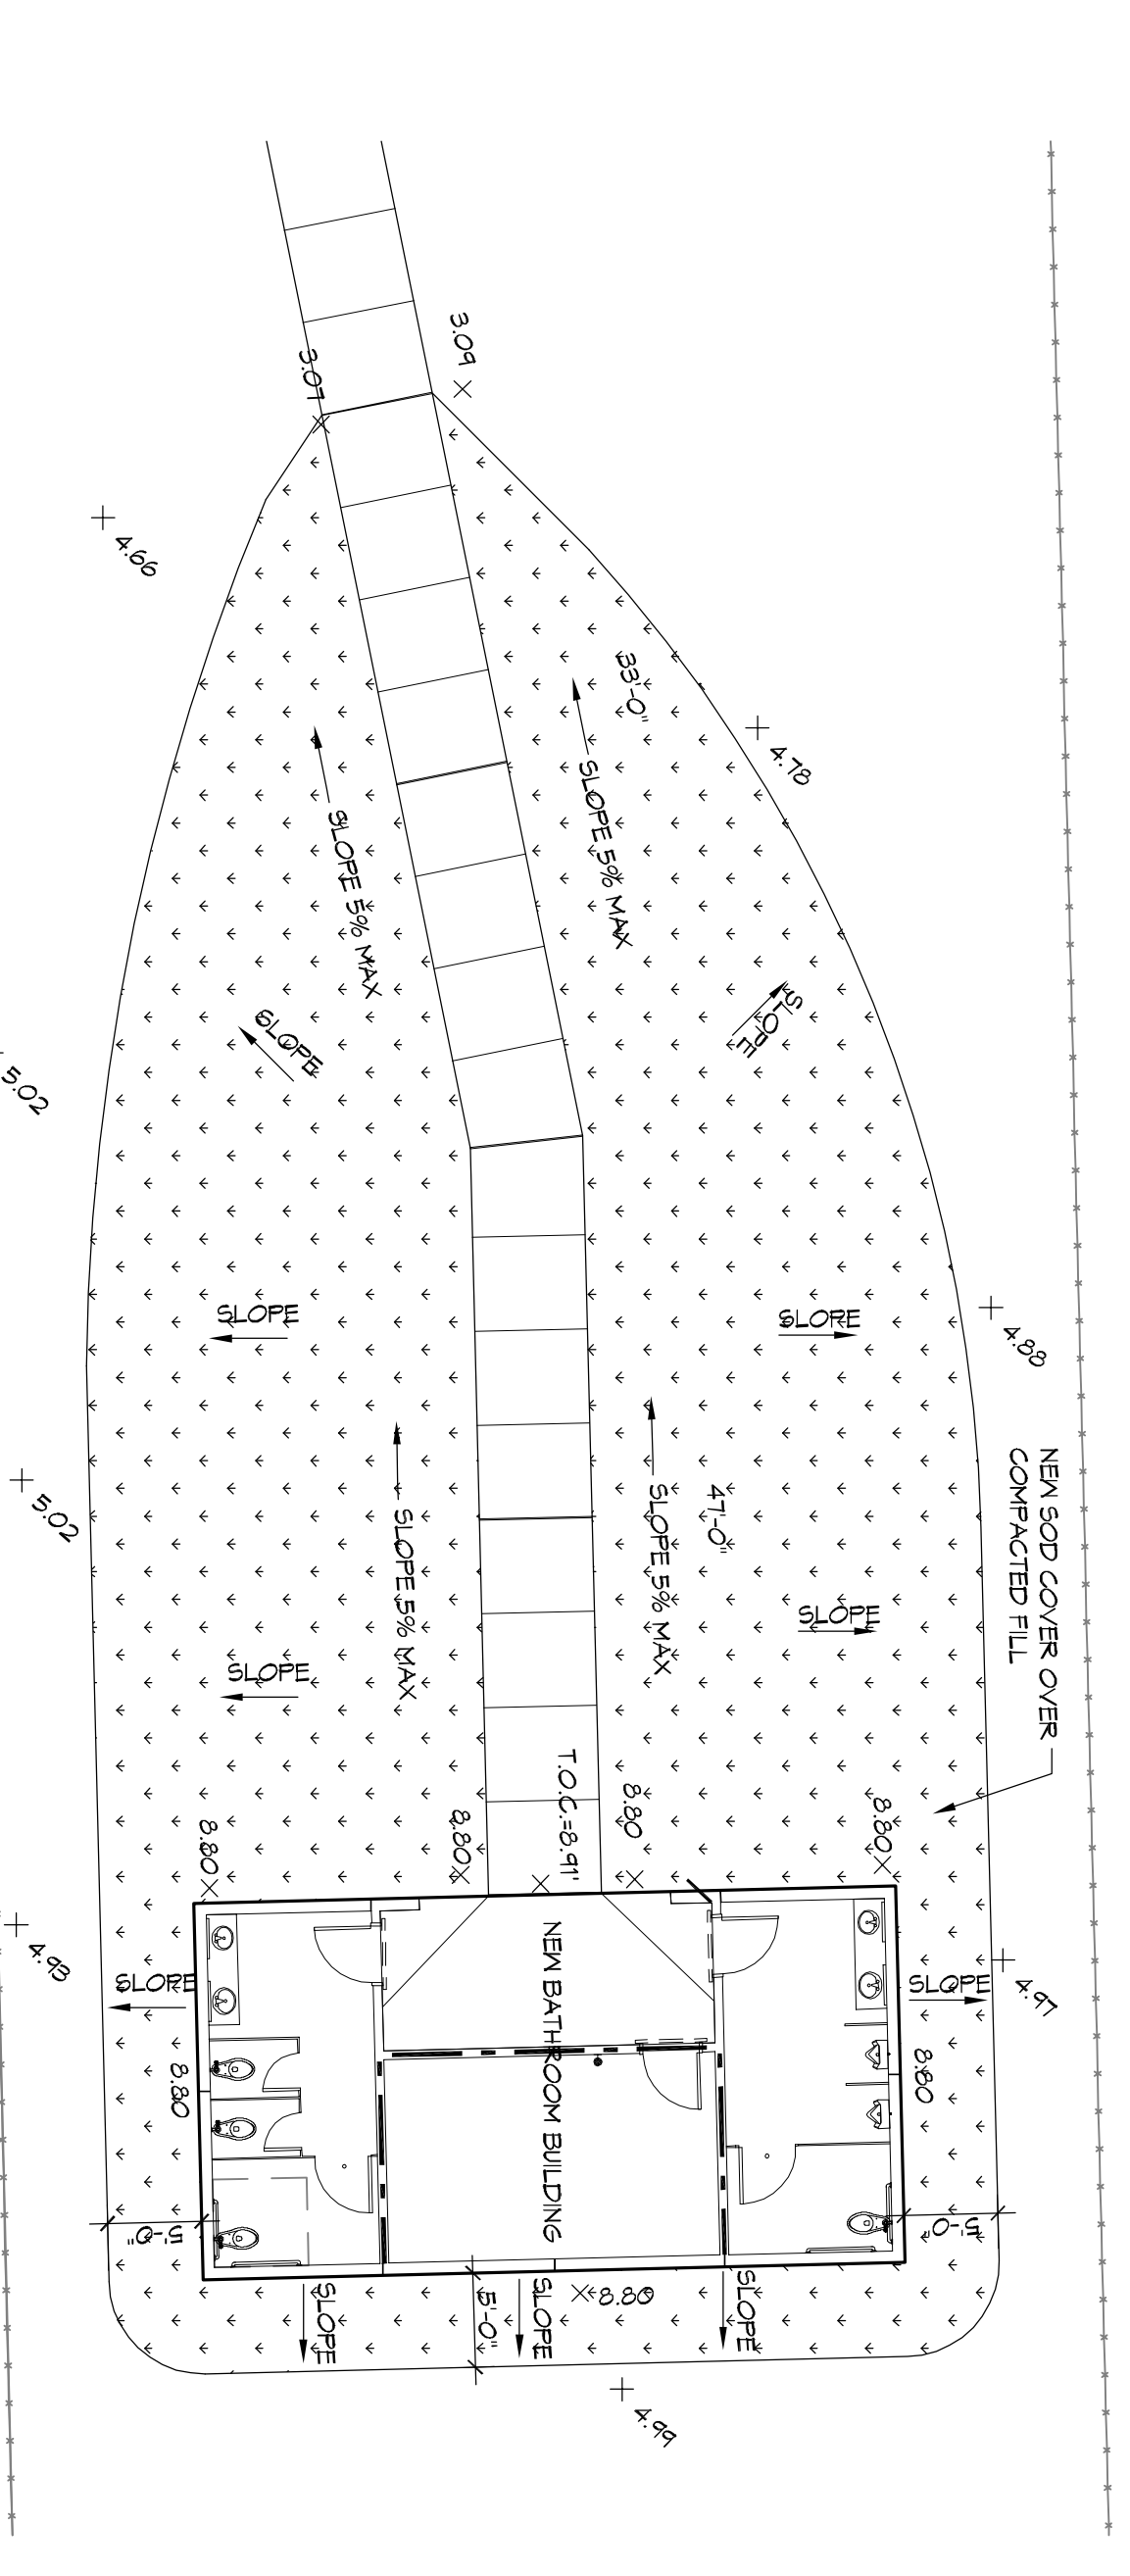 3.09
3.07
4.66
33'-0"
4.78
SLOPE 5% MAX
SLOPE 5% MAX
SLOPE
SLOPE
5.02
SLOPE
SLOPE
4.88
NEW SOD COVER OVER
COMPACTED FILL
5.02
47'-0"
SLOPE 5% MAX
SLOPE 5% MAX
SLOPE
SLOPE
T.O.C.=8.91'
8.80
8.80
8.80
8.80
4.93
4.97
SLOPE
SLOPE
NEW BATHROOM BUILDING
8.80
8.80
5'-0"
5'-0"
SLOPE
5'-0"
SLOPE
8.80
SLOPE
4.99